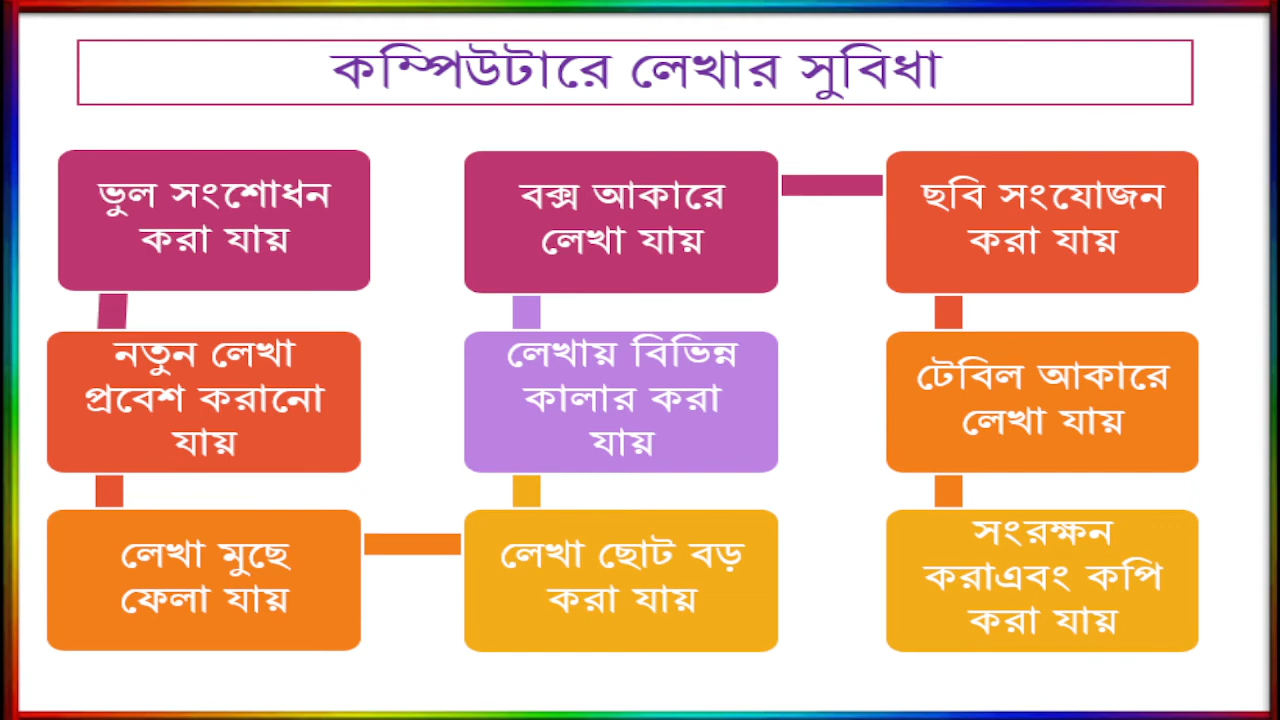 কম্পিউটারে লেখার সুবিধা
ভুল সংশোধন
করা যায়
নতুন লেখা
প্রবেশ করানো
যায়
লেখা মুছে
ফেলা যায়
লেখা ছোট বড়
করা যায়
লেখায় বিভিন্ন
কালার করা
যায়
বক্স আকারে
লেখা যায়
ছবি সংযোজন
করা যায়
টেবিল আকারে
লেখা যায়
সংরক্ষন
করাএবং কপি
করা যায়